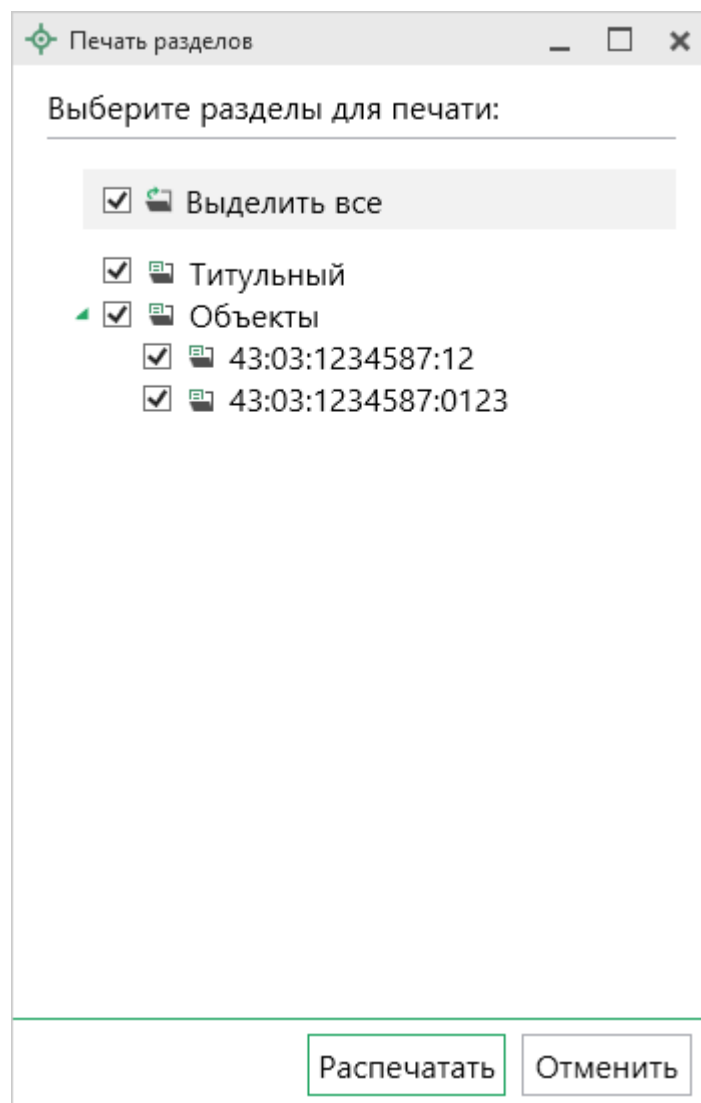 Печать разделов
Выберите разделы для печати:
Выделить все
Титульный
Объекты
43:03:1234587:12
43:03:1234587:0123
Распечатать Отменить